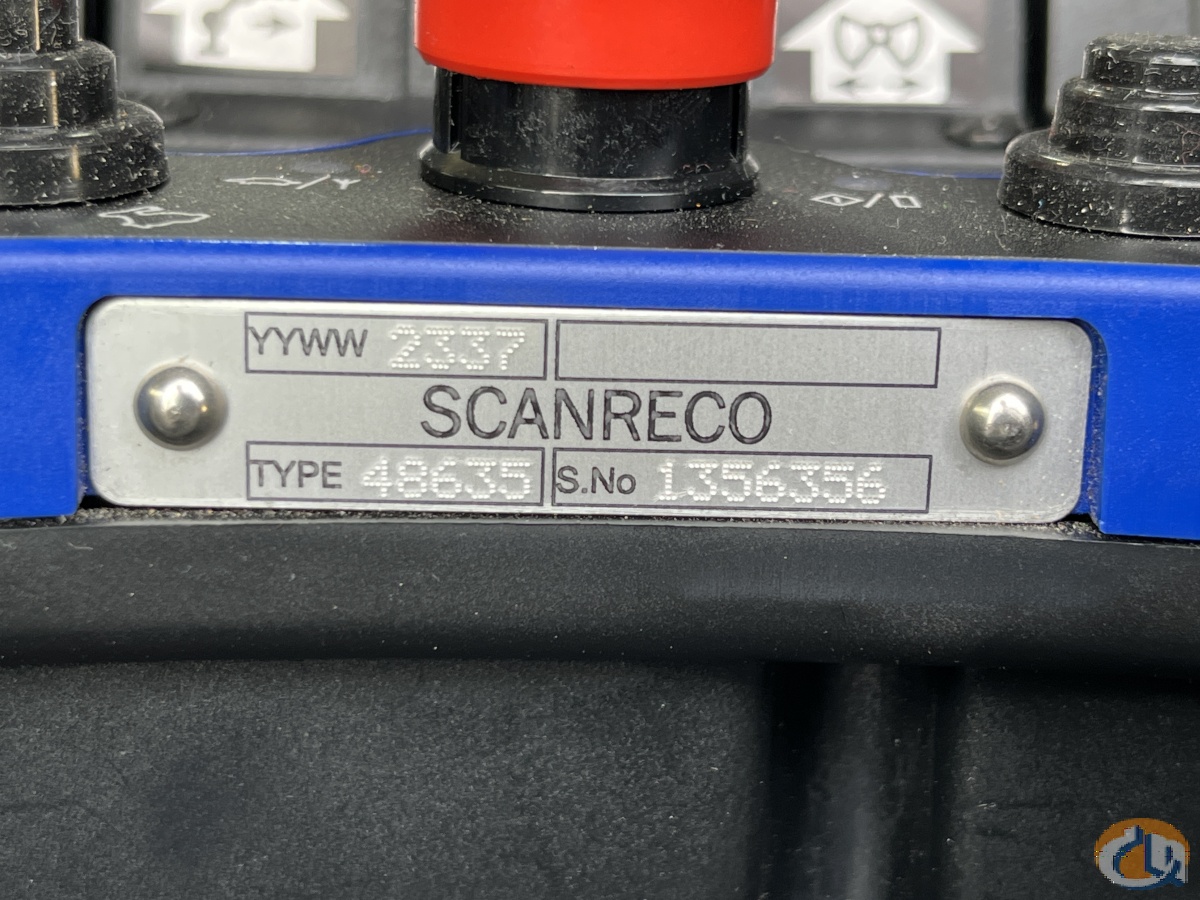 YYWW 2337
SCANRECO
TYPE 48635 S.No 1356356